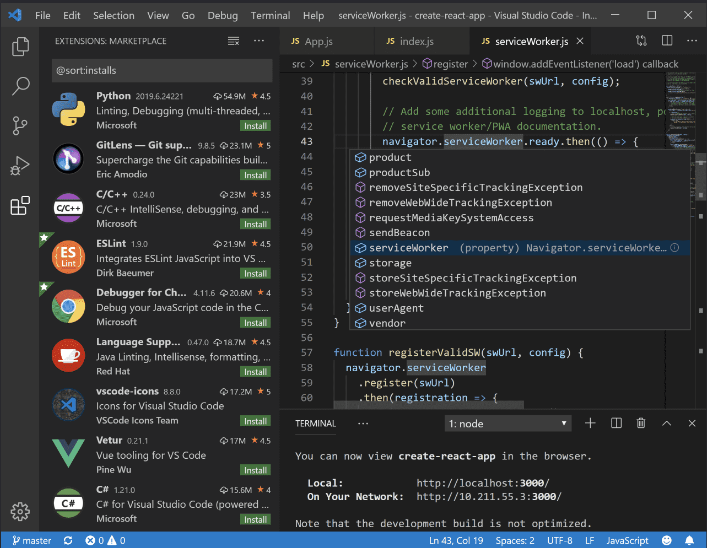 File Edit Selection View Go Debug Terminal Help serviceWorker.js - create-react-app - Visual Studio Code - In...
EXTENSIONS: MARKETPLACE
@sort:installs
Python 2019.6.24221 54.9M 4.5
Linting, Debugging (multi-threaded, ...
Microsoft Install
GitLens — Git sup... 9.8.5 23.1M 5
Supercharge the Git capabilities buil...
Eric Amodio Install
C/C++
C/C++ 0.24.0 23M 3.5
C/C++ IntelliSense, debugging, and ...
Microsoft Install
ES
Lint
ESLint 1.9.0 21.9M 4.5
Integrates ESLint JavaScript into VS ...
Dirk Baeumer Install
Debugger for Ch... 4.11.6 20.6M 4
Debug your JavaScript code in the C...
Microsoft Install
Language Supp... 0.47.0 18.7M 4.5
Java Linting, Intellisense, formatting, ...
Red Hat Install
vscode-icons 8.8.0 17.2M 5
Icons for Visual Studio Code
VSCode Icons Team Install
Vetur 0.21.1 17M 4.5
Vue tooling for VS Code
Pine Wu Install
C#
C# 1.21.0 15.6M 4
C# for Visual Studio Code (powered ...
Microsoft Install
JS App.js JS index.js JS serviceWorker.js
src > JS serviceWorker.js > register > window.addEventListener('load') callback
39 checkValidServiceWorker(swUrl, config);
40
41 // Add some additional logging to localhost, po
42 // service worker/PWA documentation.
43 navigator.serviceWorker.ready.then(() => {
44 product
45 productSub
46 removeSiteSpecificTrackingException
47 removeWebWideTrackingException
48 requestMediaKeySystemAccess
49 sendBeacon
50 serviceWorker (property) Navigator.serviceWorke...
51 storage
52 storeSiteSpecificTrackingException
53 storeWebWideTrackingException
54 } userAgent
55 } vendor
56
57 function registerValidSW(swUrl, config) {
58 navigator.serviceWorker
59 .register(swUrl)
60 .then(registration => {
TERMINAL ... 1: node
You can now view create-react-app in the browser.
Local: http://localhost:3000/
On Your Network: http://10.211.55.3:3000/
Note that the development build is not optimized.
master 0 0 Ln 43, Col 19 Spaces: 2 UTF-8 LF JavaScript